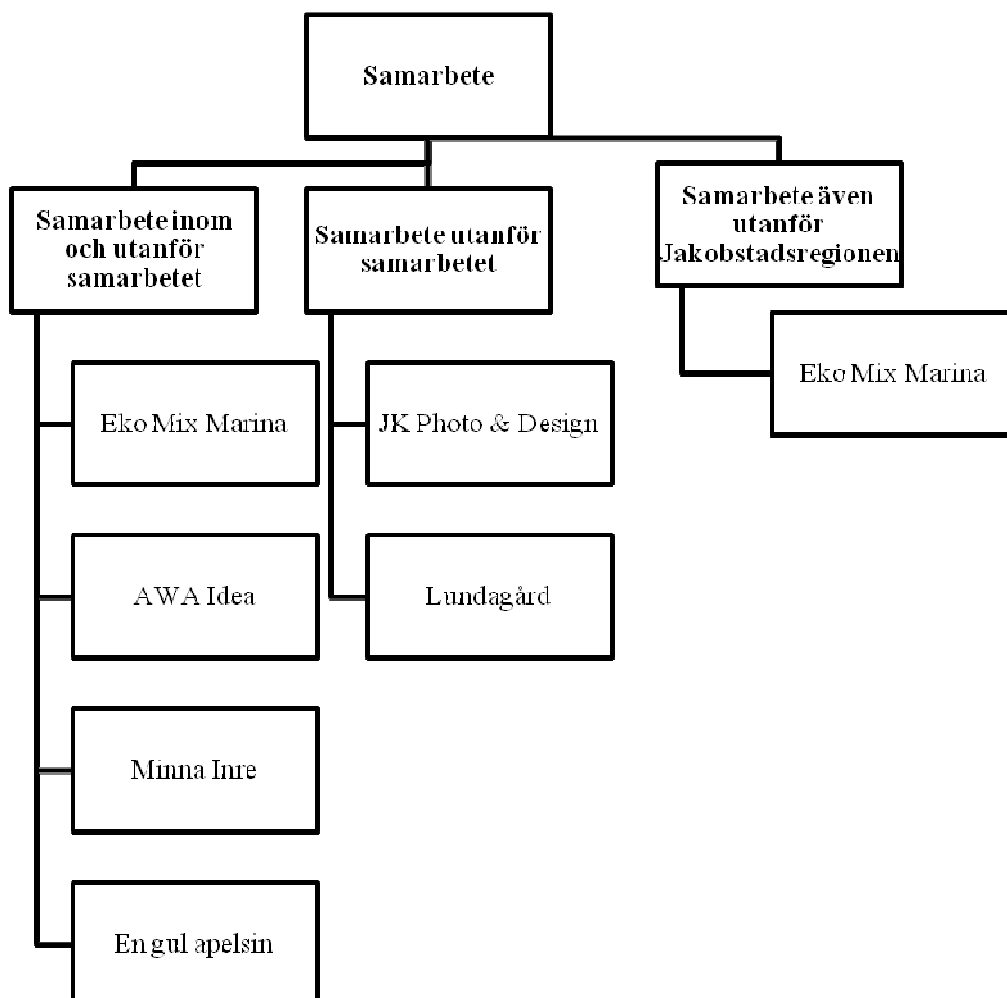 Samarbete
Samarbete inom
och utanför
samarbetet
Samarbete utanför
samarbetet
Samarbete även
utanför
Jakobstadsregionen
Eko Mix Marina
AWA Idea
Minna Inre
En gul apelsin
JK Photo & Design
Lundagård
Eko Mix Marina